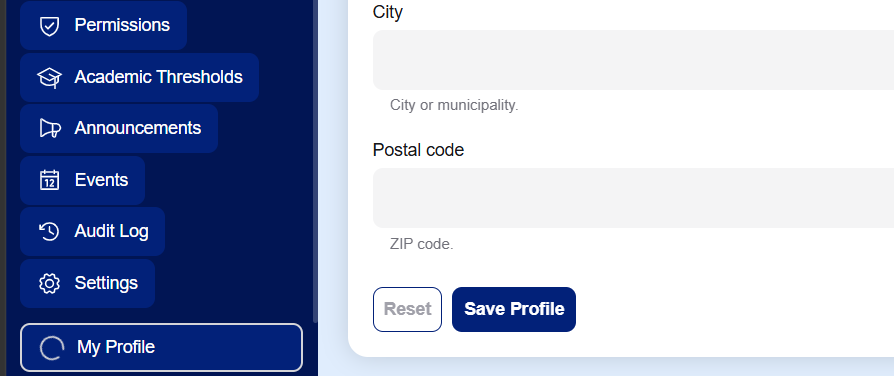 Permissions
Academic Thresholds
Announcements
12
Events
Audit Log
Settings
My Profile
City
City or municipality.
Postal code
ZIP code.
Reset
Save Profile